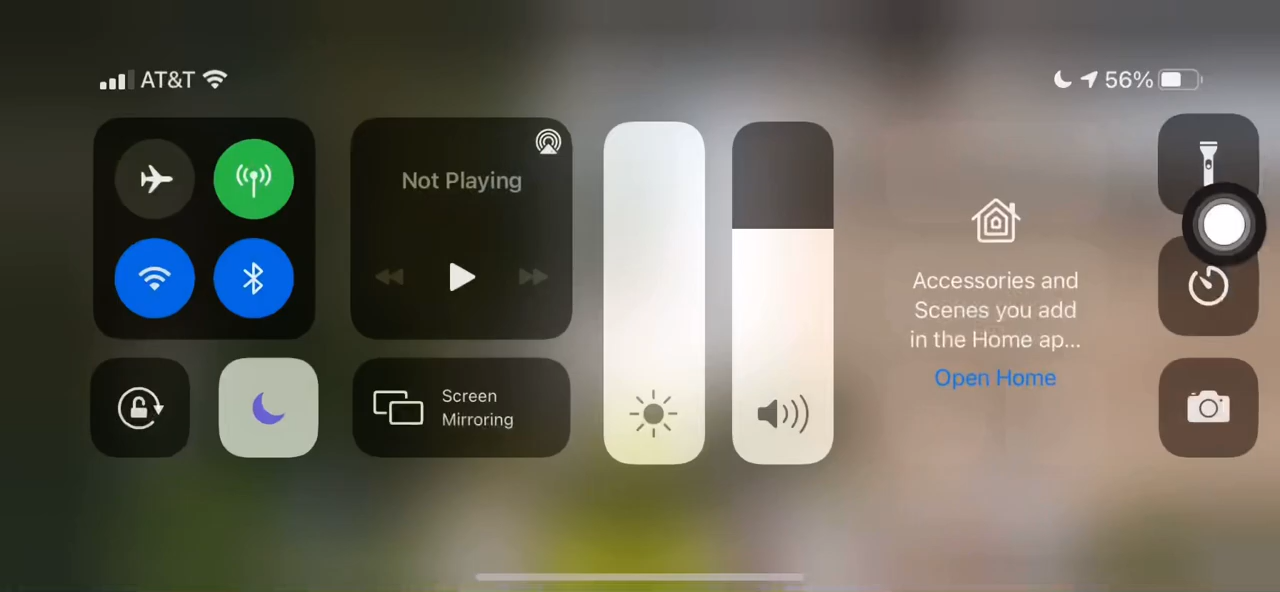 AT&T
56%
Not Playing
Accessories and
Scenes you add
in the Home ap...
Open Home
Screen
Mirroring